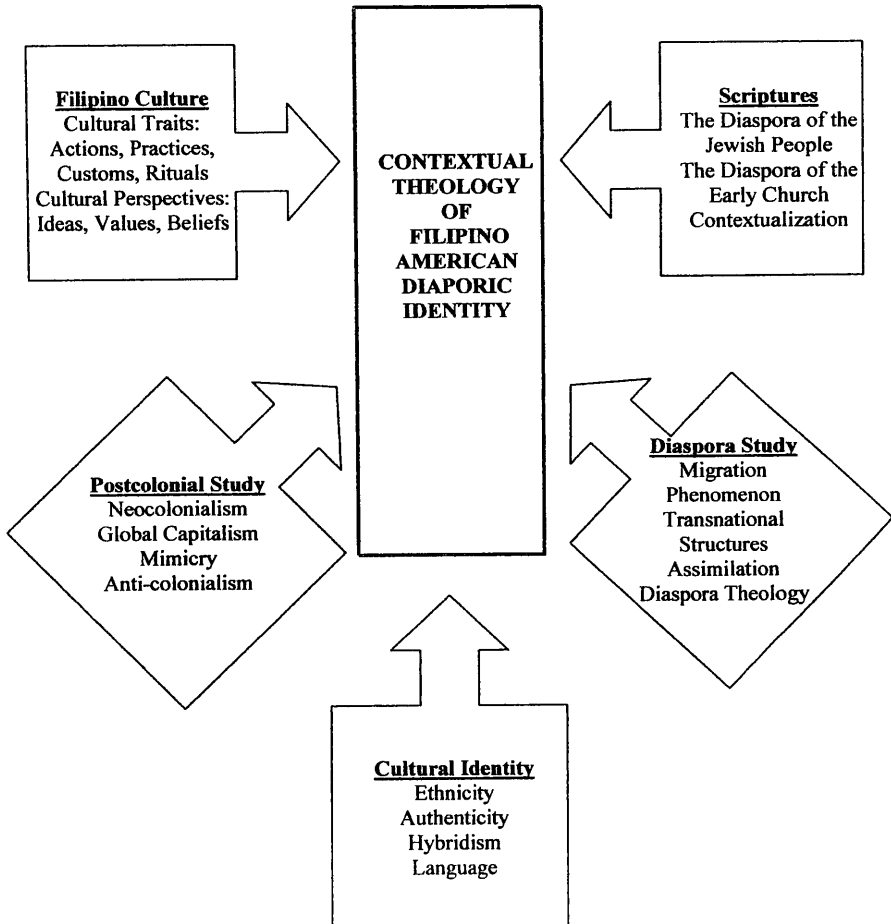 Filipino Culture
Cultural Traits:
Actions, Practices,
Customs, Rituals
Cultural Perspectives:
Ideas, Values, Beliefs
CONTEXTUAL
THEOLOGY
OF
FILIPINO
AMERICAN
DIAPORIC
IDENTITY
Scriptures
The Diaspora of the
Jewish People
The Diaspora of the
Early Church
Contextualization
Postcolonial Study
Neocolonialism
Global Capitalism
Mimicry
Anti-colonialism
Diaspora Study
Migration
Phenomenon
Transnational
Structures
Assimilation
Diaspora Theology
Cultural Identity
Ethnicity
Authenticity
Hybridism
Language